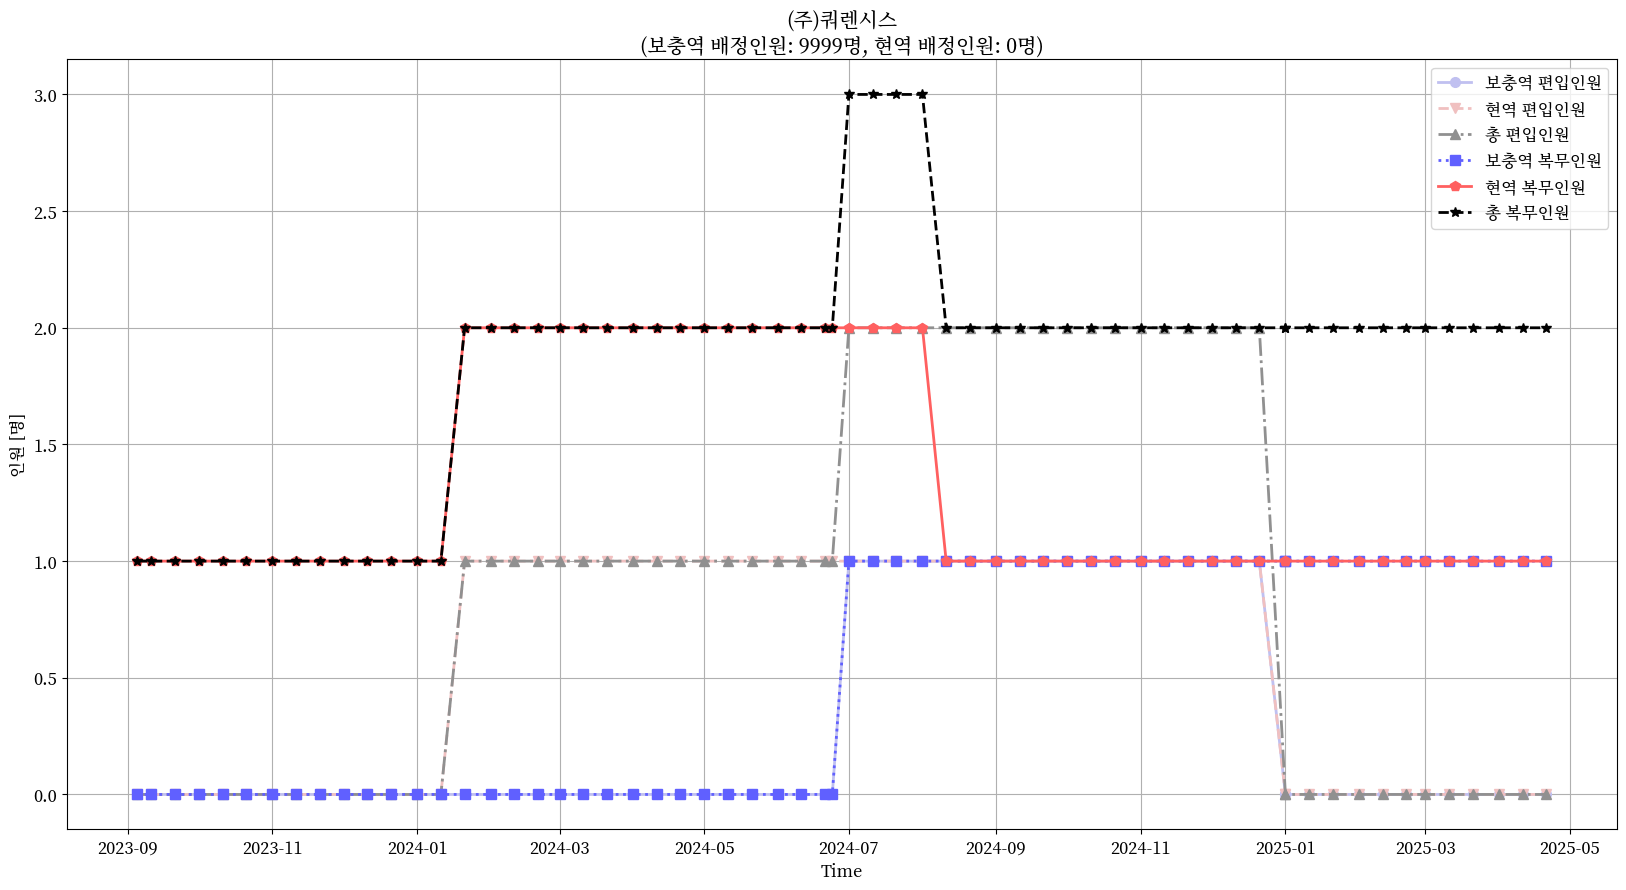 (주)쿼렌시스
(보충역 배정인원: 9999명, 현역 배정인원: 0명)
3.0
2.5
2.0
1.5
1.0
0.5
0.0
인원 [명]
보충역 편입인원
현역 편입인원
총 편입인원
보충역 복무인원
현역 복무인원
총 복무인원
2023-09 2023-11 2024-01 2024-03 2024-05 2024-07 2024-09 2024-11 2025-01 2025-03 2025-05
Time